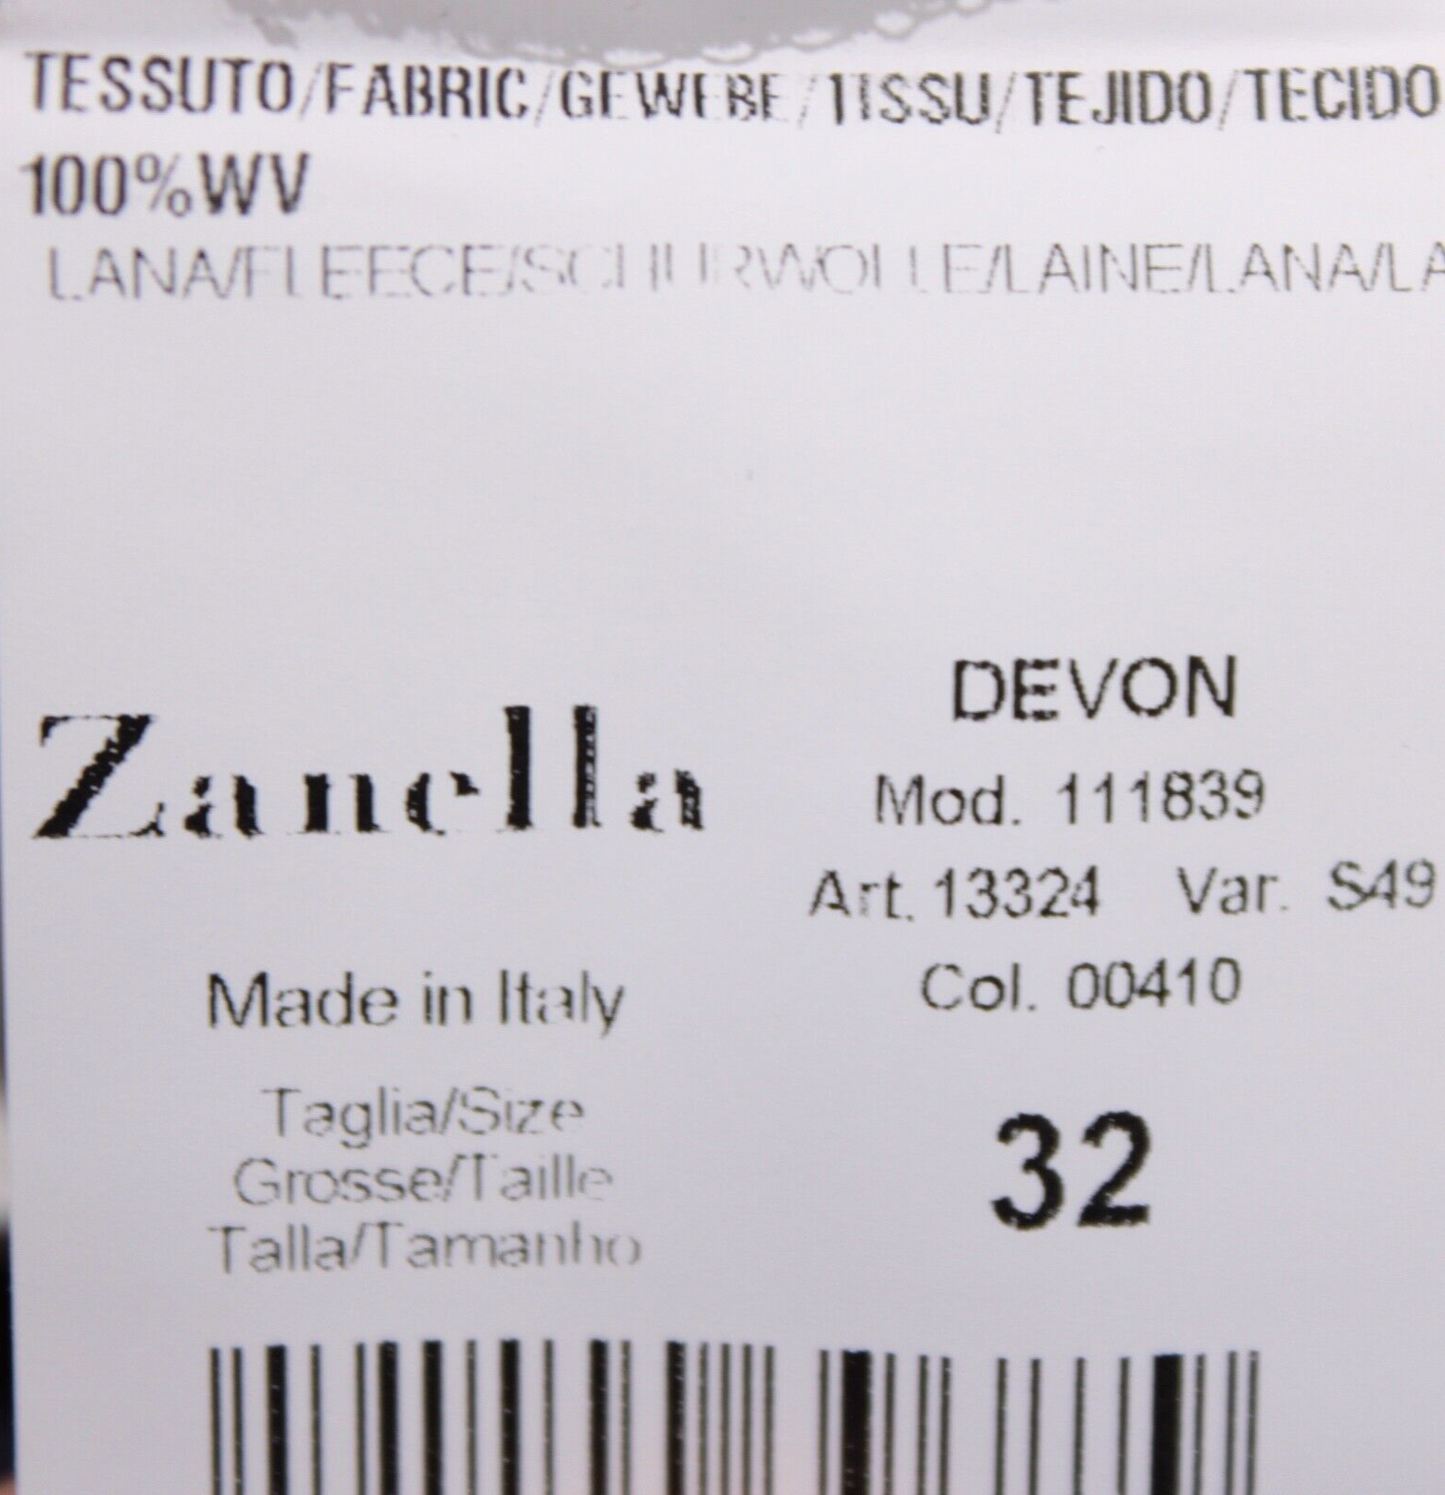 TESSUTO/FABRIC/GEWEBE/TISSU/TEJIDO/TECIDO
100%WV
LANA/FLEECE/SCHURWOLLE/LAINE/LANA/LA
DEVON
Zanella
Mod. 111839
Art. 13324 Var. S49
Made in Italy
Col. 00410
Taglia/Size
Grosse/Taille
Talla/Tamanho
32